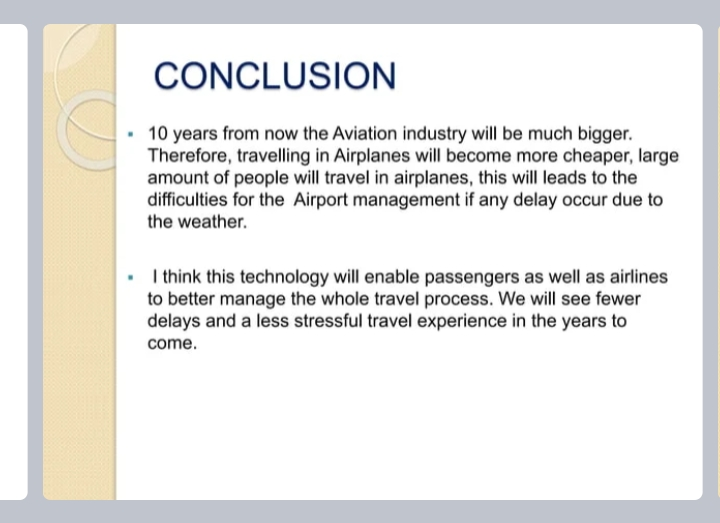 CONCLUSION
10 years from now the Aviation industry will be much bigger.
Therefore, travelling in Airplanes will become more cheaper, large
amount of people will travel in airplanes, this will leads to the
difficulties for the Airport management if any delay occur due to
the weather.
I think this technology will enable passengers as well as airlines
to better manage the whole travel process. We will see fewer
delays and a less stressful travel experience in the years to
come.